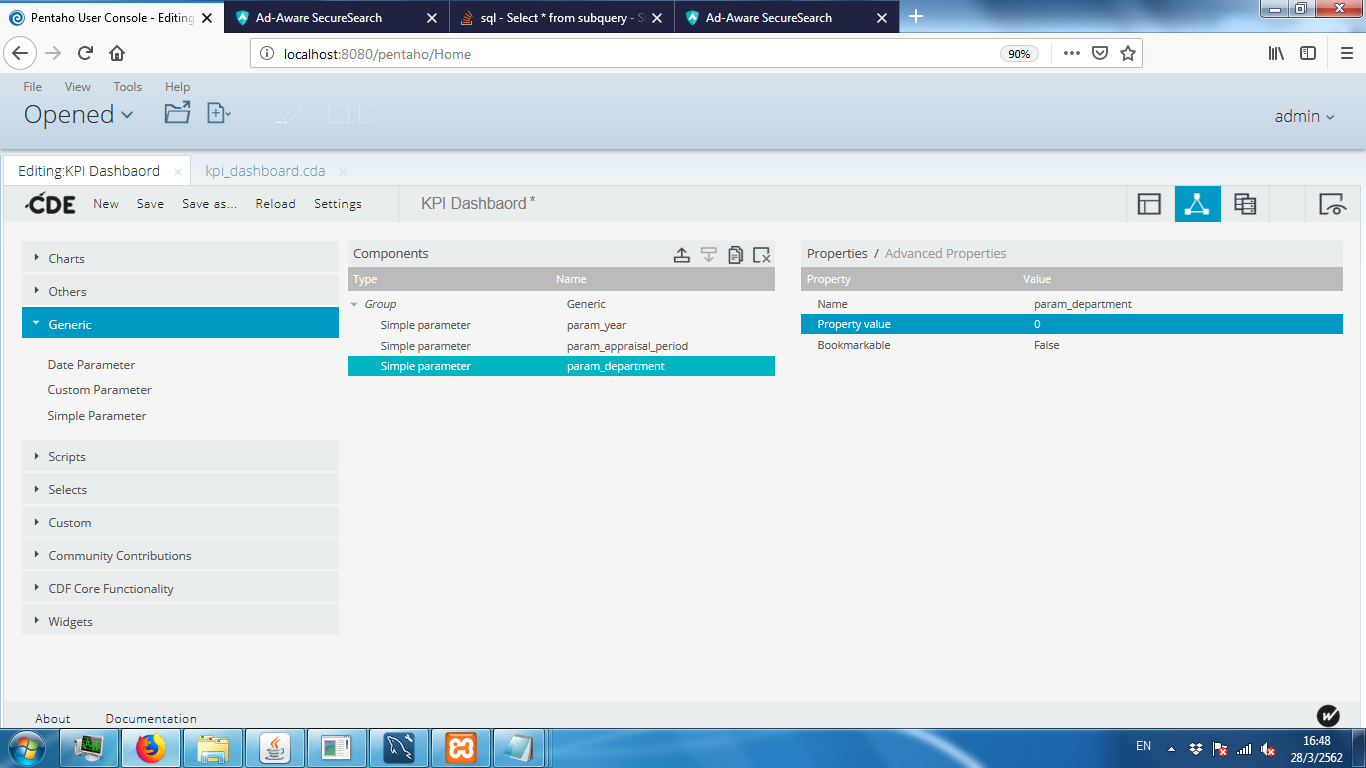 Pentaho User Console - Editing
Ad-Aware SecureSearch
sql - Select * from subquery - S
Ad-Aware SecureSearch
localhost:8080/pentaho/Home
90%
File View Tools Help
Opened
admin
Editing:KPI Dashbaord
kpi_dashboard.cda
CDE New Save Save as... Reload Settings
KPI Dashbaord *
Charts
Others
Generic
Date Parameter
Custom Parameter
Simple Parameter
Scripts
Selects
Custom
Community Contributions
CDF Core Functionality
Widgets
Components
Type Name
Group Generic
Simple parameter param_year
Simple parameter param_appraisal_period
Simple parameter param_department
Properties / Advanced Properties
Property Value
Name param_department
Property value 0
Bookmarkable False
About Documentation
EN
16:48
28/3/2562